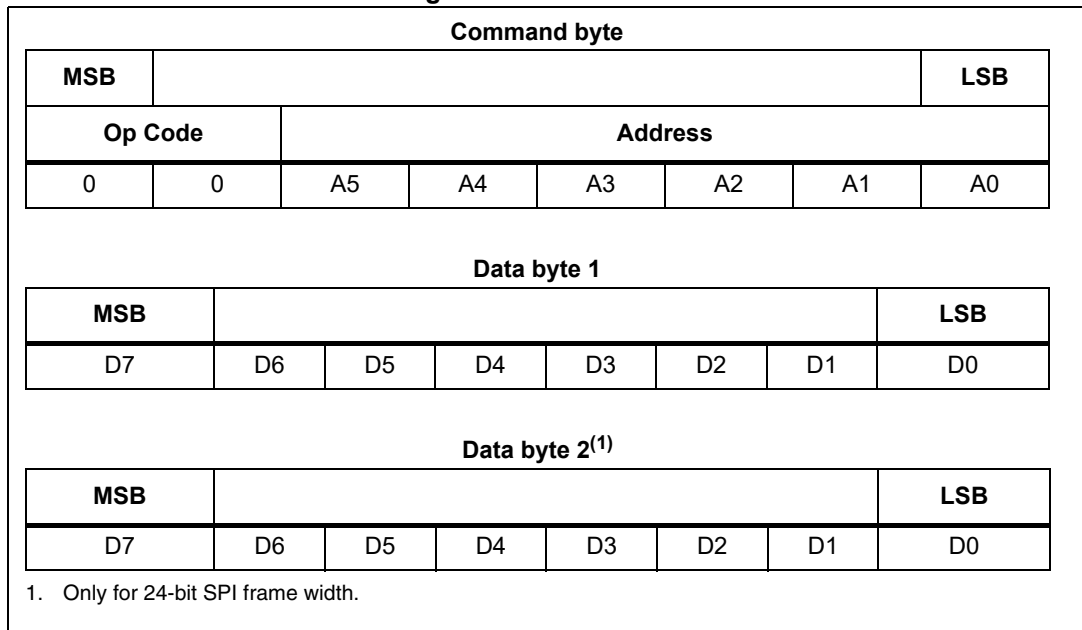 Command byte
MSB LSB
Op Code Address
0 0 A5 A4 A3 A2 A1 A0
Data byte 1
MSB LSB
D7 D6 D5 D4 D3 D2 D1 D0
Data byte 2(1)
MSB LSB
D7 D6 D5 D4 D3 D2 D1 D0
1. Only for 24-bit SPI frame width.